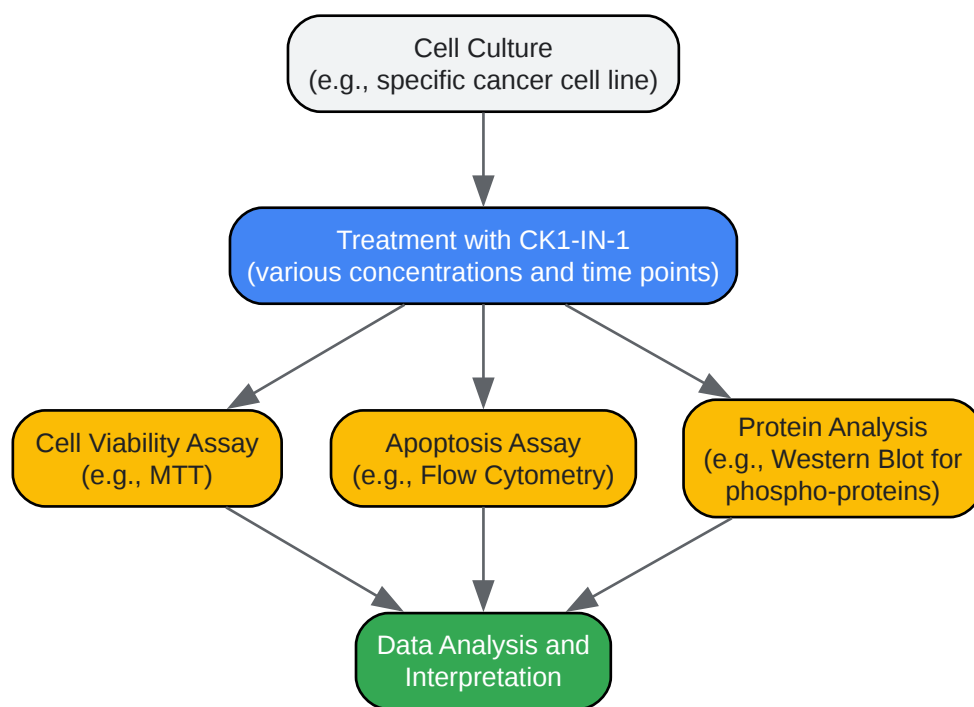 Cell Culture
(e.g., specific cancer cell line)
Treatment with CK1-IN-1
(various concentrations and time points)
Cell Viability Assay
(e.g., MTT)
Apoptosis Assay
(e.g., Flow Cytometry)
Protein Analysis
(e.g., Western Blot for
phospho-proteins)
Data Analysis and
Interpretation